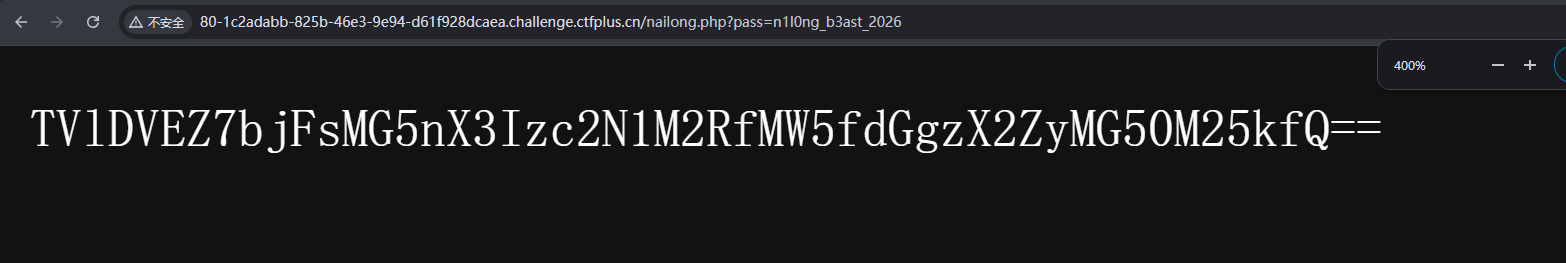 不安全 80-1c2adabb-825b-46e3-9e94-d61f928dcaea.challenge.ctfplus.cn/nailong.php?pass=n1l0ng_b3ast_2026
400%
TVlDVEZ7bjFsMG5nX3Izc2N1M2RfMW5fdGgzX2ZyMG50M25kfQ==